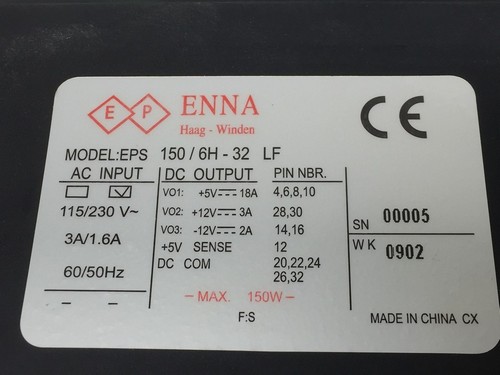 E P ENNA
Haag - Winden
CE
MODEL:EPS 150 / 6H - 32 LF
AC INPUT
115/230 V~
3A/1.6A
60/50Hz
DC OUTPUT PIN NBR.
VO1: +5V⎓18A 4,6,8,10
VO2: +12V⎓3A 28,30
VO3: -12V⎓2A 14,16
+5V SENSE 12
DC COM 20,22,24
26,32
– MAX. 150W –
F:S
SN 00005
WK 0902
MADE IN CHINA CX